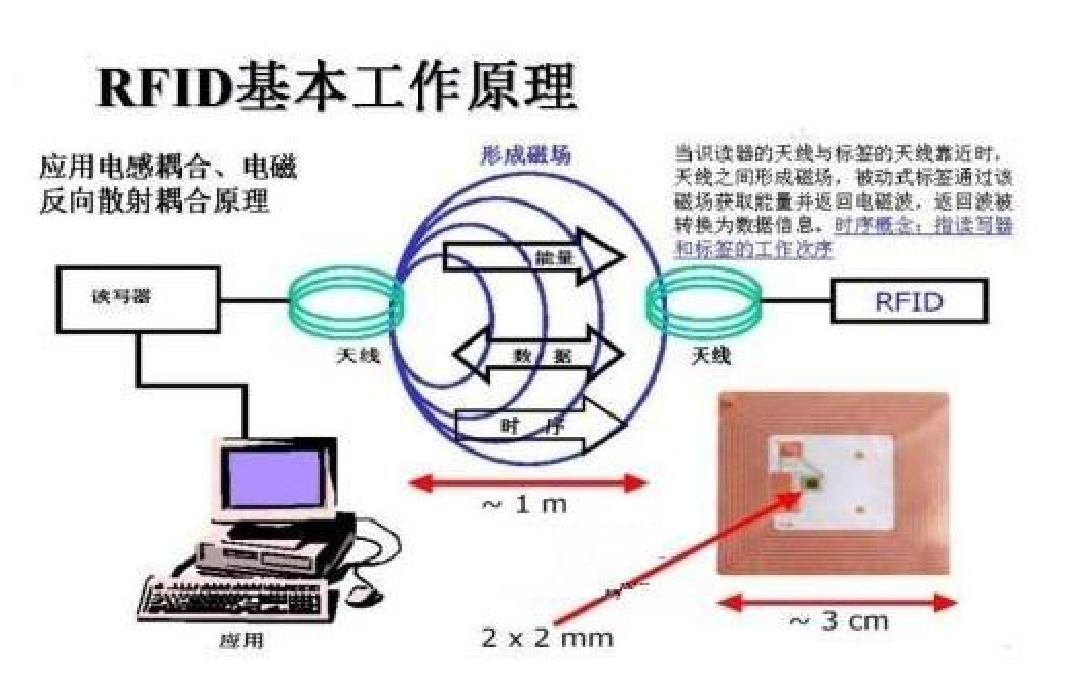 RFID基本工作原理
应用电感耦合、电磁
反向散射耦合原理
形成磁场
当识读器的天线与标签的天线靠近时，
天线之间形成磁场，被动式标签通过该
磁场获取能量并返回电磁波，返回波被
转换为数据信息。时序概念：指读写器
和标签的工作次序
能量
读写器
RFID
天线
数 据
天线
时 序
~ 1 m
2 x 2 mm
~ 3 cm
应用